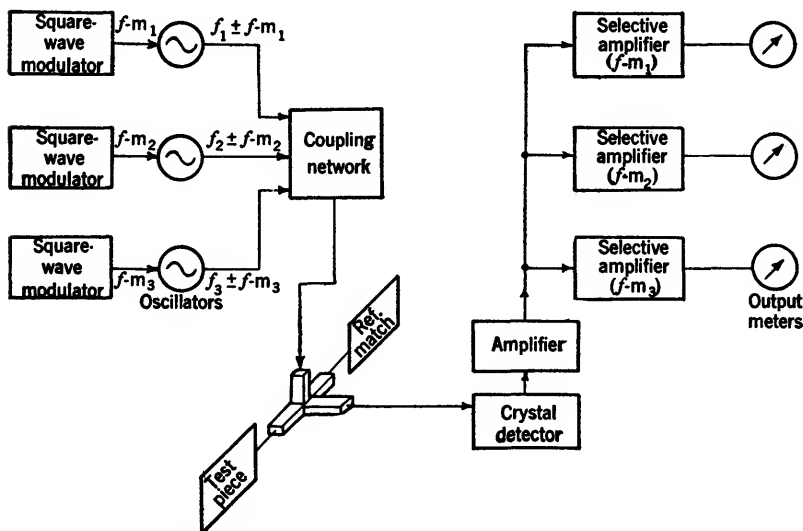 Square-
wave
modulator
f-m₁
f₁ ± f-m₁
Square-
wave
modulator
f-m₂
f₂ ± f-m₂
Square-
wave
modulator
f-m₃
f₃ ± f-m₃
Oscillators
Coupling
network
Ref.
match
Test
piece
Selective
amplifier
(f-m₁)
Selective
amplifier
(f-m₂)
Selective
amplifier
(f-m₃)
Output
meters
Amplifier
Crystal
detector